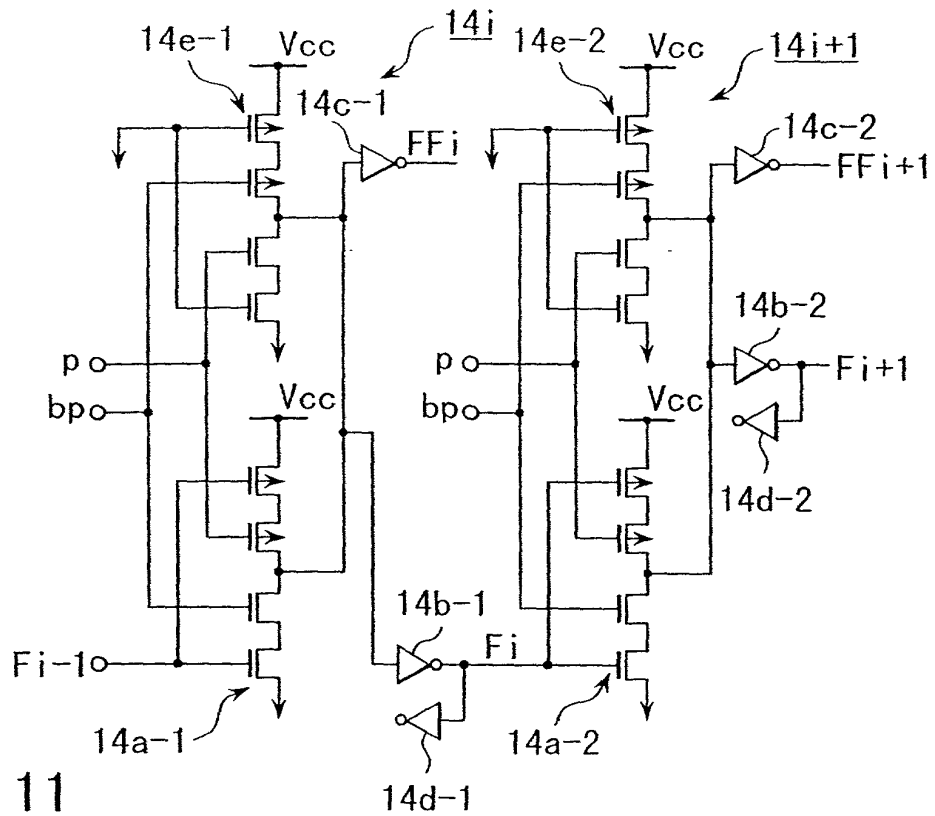 14e-1
Vcc
14i
14e-2
Vcc
14i+1
14c-1
FFi
14c-2
FFi+1
14b-2
p
p
Fi+1
bp
Vcc
bp
Vcc
14d-2
14b-1
Fi-1
Fi
14a-1
14a-2
14d-1
11